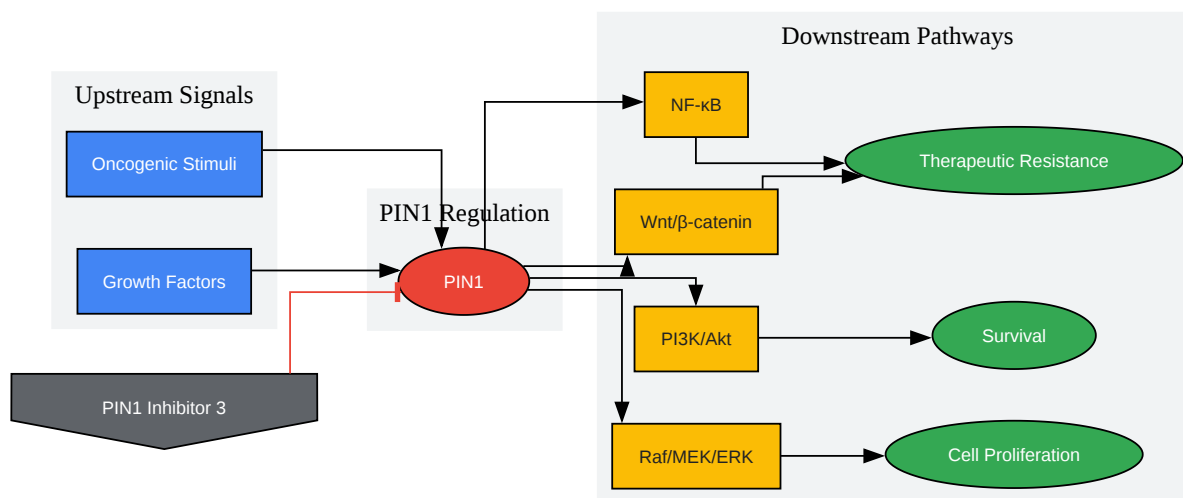 Downstream Pathways
Upstream Signals
NF-κB
Oncogenic Stimuli
Therapeutic Resistance
PIN1 Regulation
Wnt/β-catenin
Growth Factors
PIN1
PI3K/Akt
Survival
PIN1 Inhibitor 3
Raf/MEK/ERK
Cell Proliferation